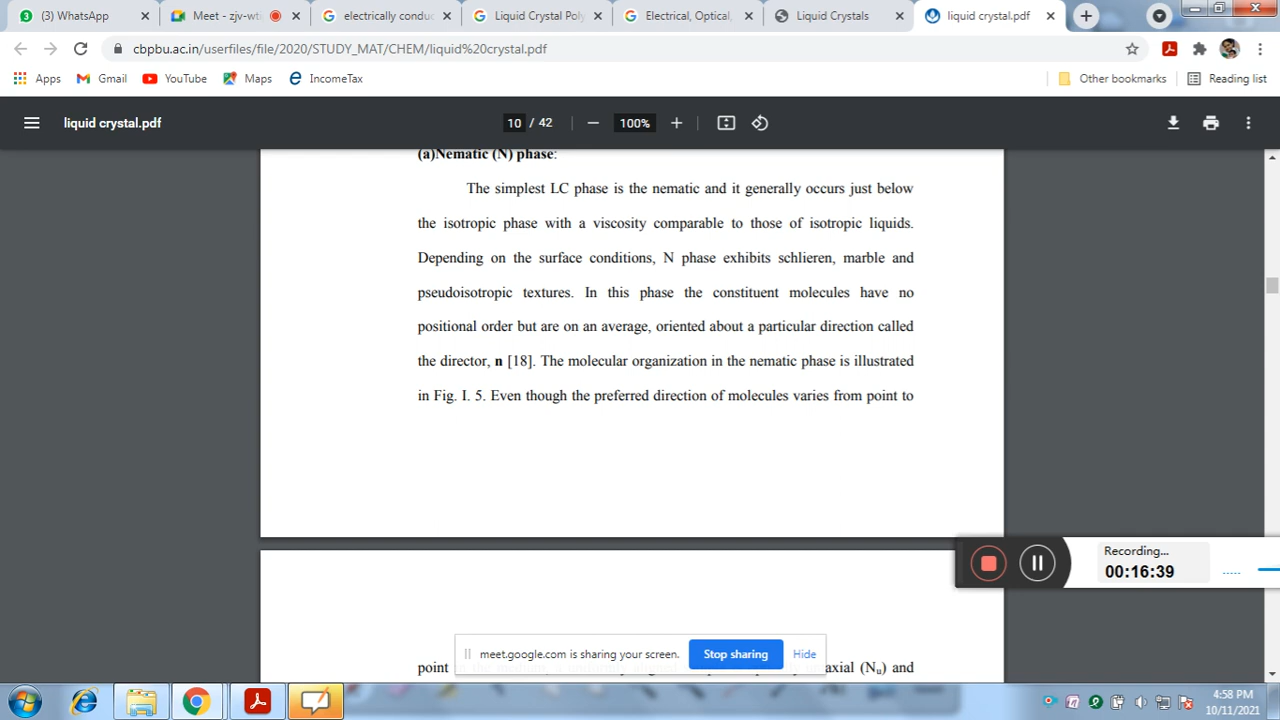 (3) WhatsApp
Meet - zjv-wti
electrically condu
Liquid Crystal Pol
Electrical, Optical,
Liquid Crystals
liquid crystal.pdf
cbpbu.ac.in/userfiles/file/2020/STUDY_MAT/CHEM/liquid%20crystal.pdf
Apps Gmail YouTube Maps IncomeTax Other bookmarks Reading list
liquid crystal.pdf 10 / 42 100%
(a)Nematic (N) phase:
The simplest LC phase is the nematic and it generally occurs just below
the isotropic phase with a viscosity comparable to those of isotropic liquids.
Depending on the surface conditions, N phase exhibits schlieren, marble and
pseudoisotropic textures. In this phase the constituent molecules have no
positional order but are on an average, oriented about a particular direction called
the director, n [18]. The molecular organization in the nematic phase is illustrated
in Fig. I. 5. Even though the preferred direction of molecules varies from point to
Recording...
00:16:39
meet.google.com is sharing your screen. Stop sharing Hide
point axial (Nu) and
4:58 PM
10/11/2021